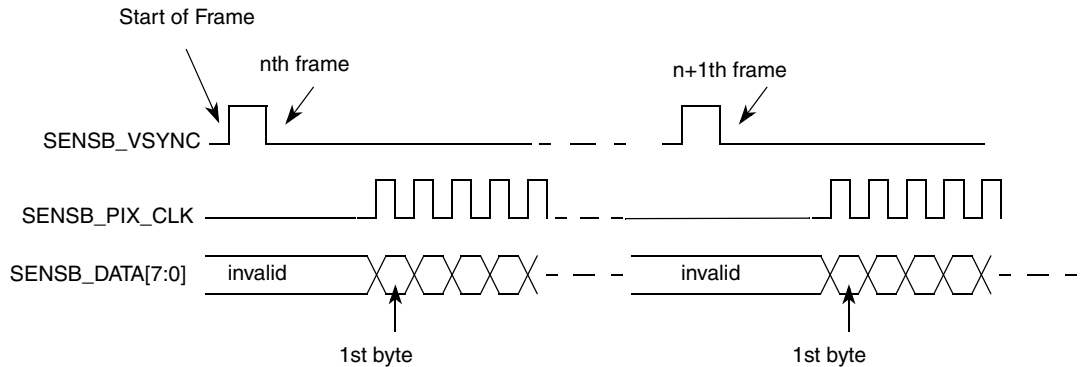 Start of Frame
nth frame
n+1th frame
SENSB_VSYNC
SENSB_PIX_CLK
SENSB_DATA[7:0]
invalid
invalid
1st byte
1st byte